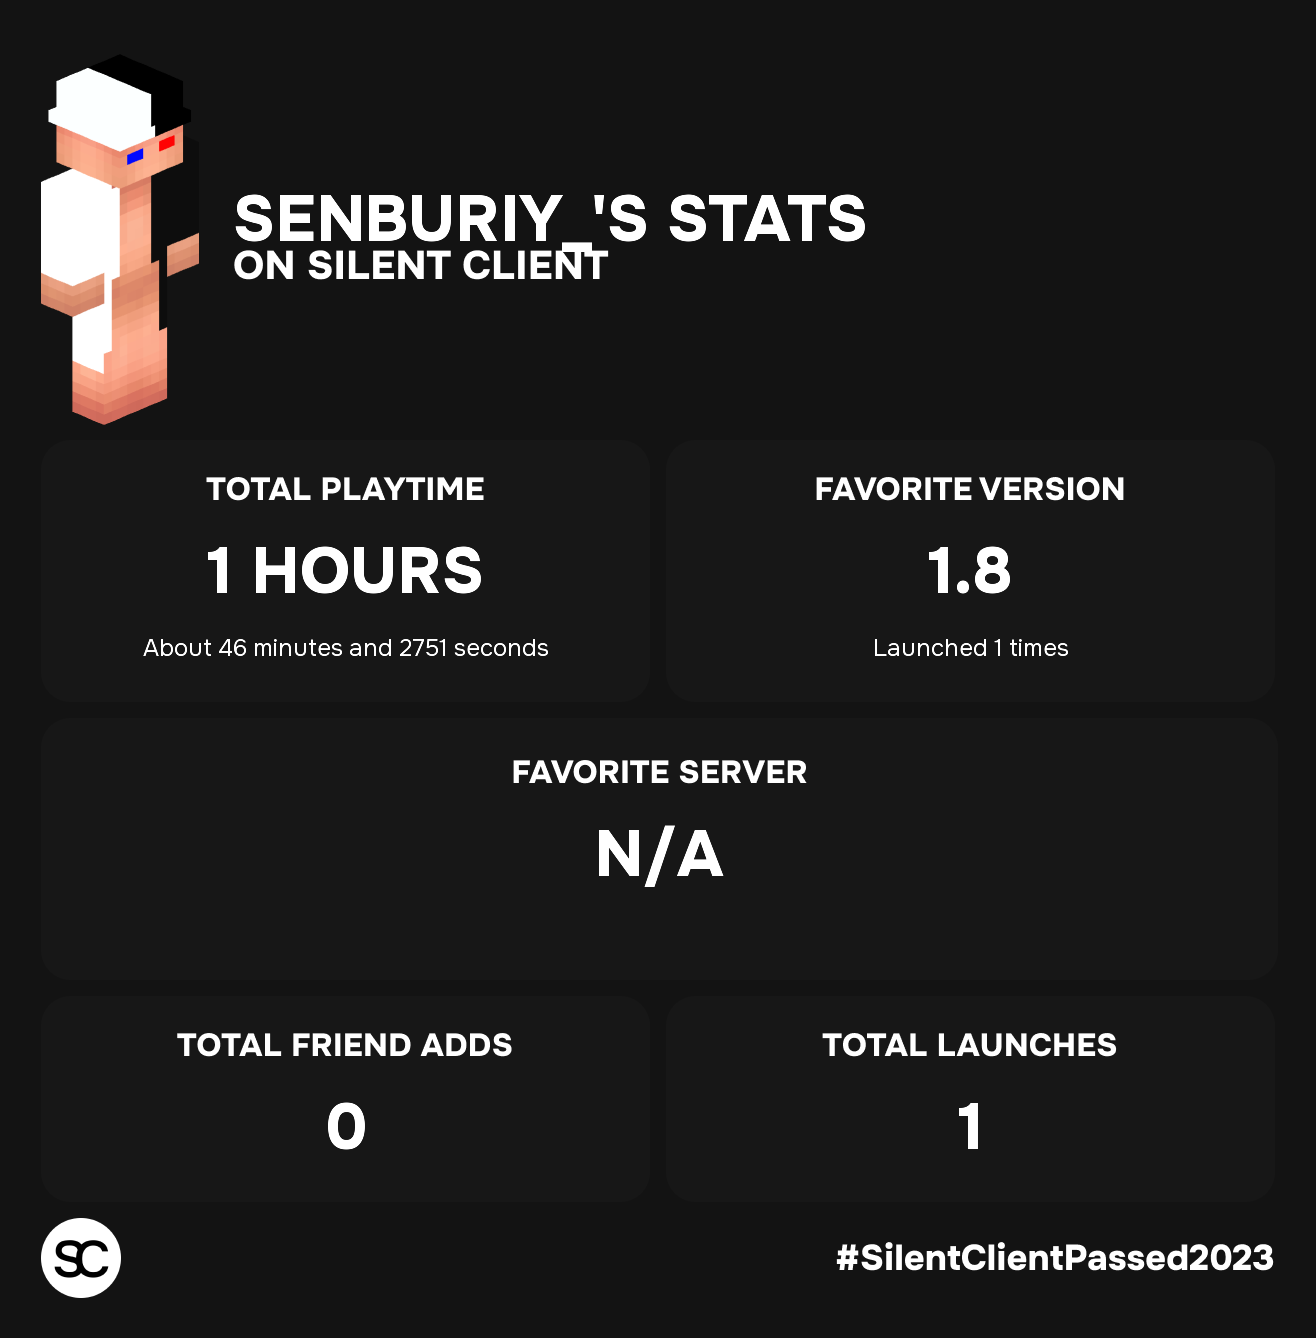 SENBURIY_'S STATS
ON SILENT CLIENT
TOTAL PLAYTIME
1 HOURS
About 46 minutes and 2751 seconds
FAVORITE VERSION
1.8
Launched 1 times
FAVORITE SERVER
N/A
TOTAL FRIEND ADDS
0
TOTAL LAUNCHES
1
SC
#SilentClientPassed2023